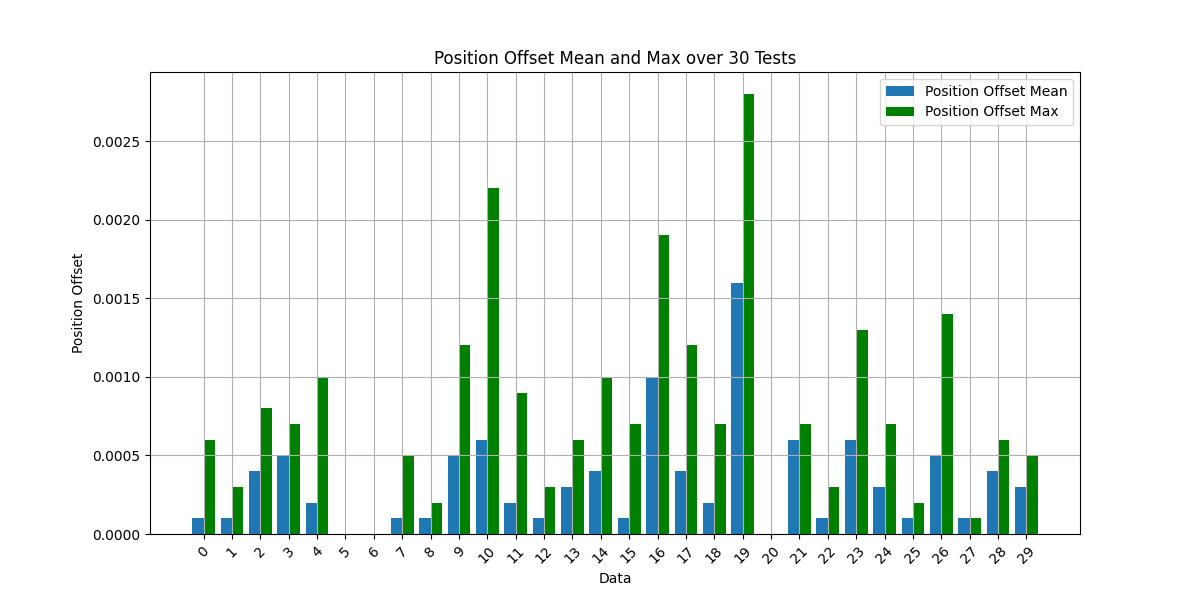 Position Offset Mean and Max over 30 Tests
Position Offset Mean
Position Offset Max
0.0025
0.0020
0.0015
0.0010
0.0005
0.0000
Position Offset
0 1 2 3 4 5 6 7 8 9 10 11 12 13 14 15 16 17 18 19 20 21 22 23 24 25 26 27 28 29
Data